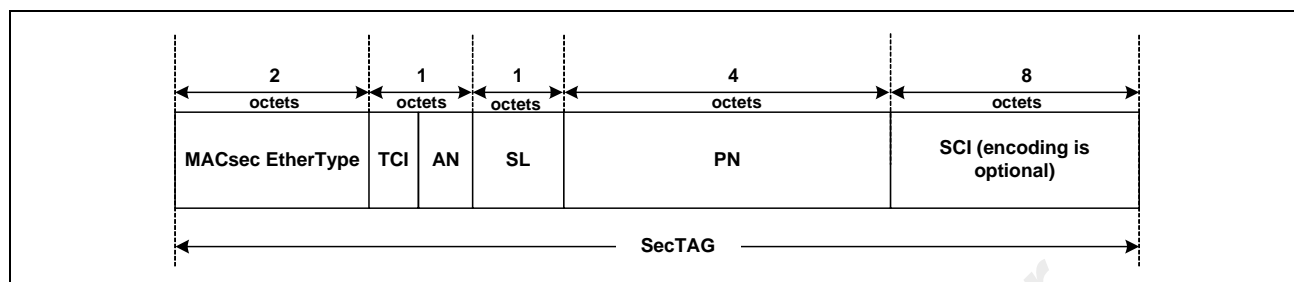 2 1 1 4 8
octets octets octets octets octets
MACsec EtherType TCI AN SL PN SCI (encoding is
optional)
SecTAG